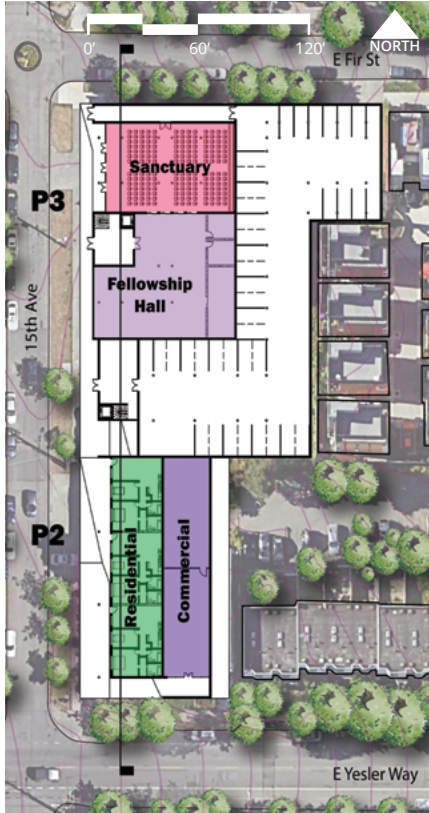 0'
60'
120'
NORTH
E Fir St
Sanctuary
P3
Fellowship
Hall
15th Ave
P2
Residential
Commercial
E Yesler Way